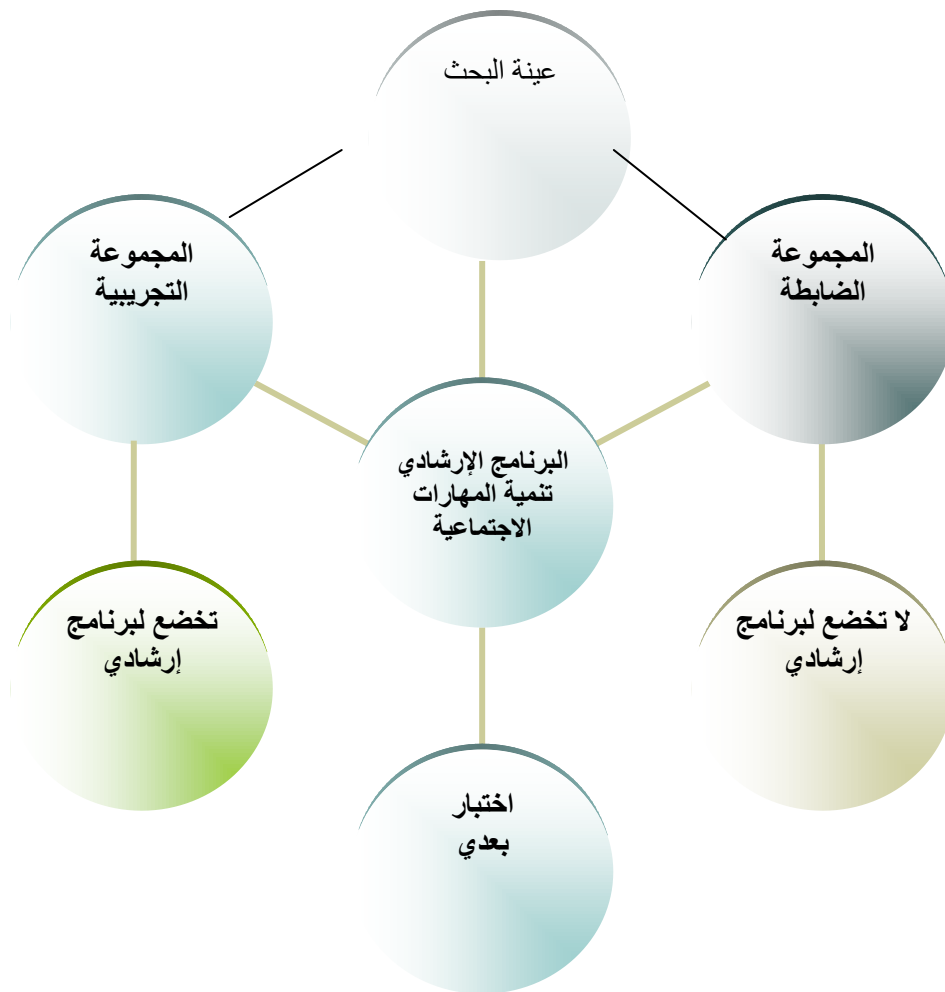 عينة البحث
المجموعة
الضابطة
المجموعة
التجريبية
البرنامج الإرشادي
تنمية المهارات
الاجتماعية
لا تخضع لبرنامج
إرشادي
تخضع لبرنامج
إرشادي
اختبار
بعدي